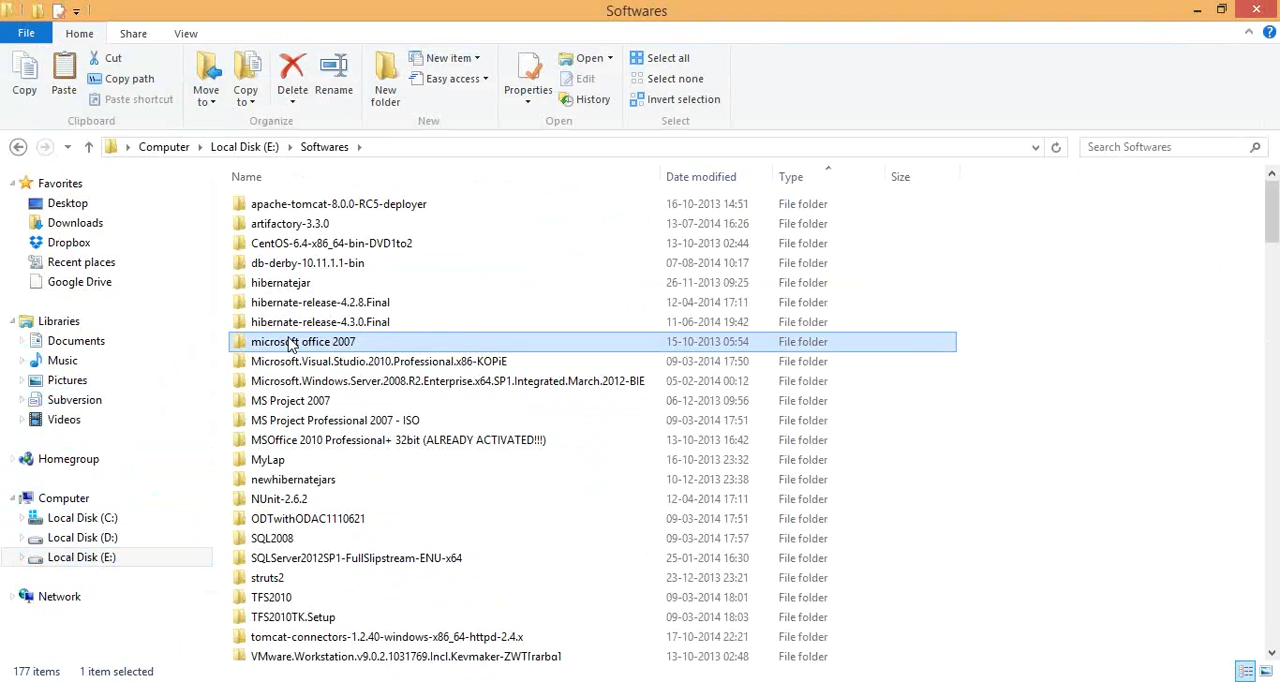 Softwares
File Home Share View
Copy Paste Cut Copy path Paste shortcut Move to Copy to Delete Rename New folder New item Easy access Properties Open Edit History Select all Select none Invert selection
Clipboard Organize New Open Select
Computer Local Disk (E:) Softwares Search Softwares
Name Date modified Type Size
Favorites
Desktop
Downloads
Dropbox
Recent places
Google Drive
Libraries
Documents
Music
Pictures
Subversion
Videos
Homegroup
Computer
Local Disk (C:)
Local Disk (D:)
Local Disk (E:)
Network
apache-tomcat-8.0.0-RC5-deployer 16-10-2013 14:51 File folder
artifactory-3.3.0 13-07-2014 16:26 File folder
CentOS-6.4-x86_64-bin-DVD1to2 13-10-2013 02:44 File folder
db-derby-10.11.1.1-bin 07-08-2014 10:17 File folder
hibernatejar 26-11-2013 09:25 File folder
hibernate-release-4.2.8.Final 12-04-2014 17:11 File folder
hibernate-release-4.3.0.Final 11-06-2014 19:42 File folder
microsoft office 2007 15-10-2013 05:54 File folder
Microsoft.Visual.Studio.2010.Professional.x86-KOPiE 09-03-2014 17:50 File folder
Microsoft.Windows.Server.2008.R2.Enterprise.x64.SP1.Integrated.March.2012-BIE 05-02-2014 00:12 File folder
MS Project 2007 06-12-2013 09:56 File folder
MS Project Professional 2007 - ISO 09-03-2014 17:51 File folder
MSOffice 2010 Professional+ 32bit (ALREADY ACTIVATED!!!) 13-10-2013 16:42 File folder
MyLap 16-10-2013 23:32 File folder
newhibernatejars 10-12-2013 23:38 File folder
NUnit-2.6.2 12-04-2014 17:11 File folder
ODTwithODAC1110621 09-03-2014 17:51 File folder
SQL2008 09-03-2014 17:57 File folder
SQLServer2012SP1-FullSlipstream-ENU-x64 25-01-2014 16:30 File folder
struts2 23-12-2013 23:21 File folder
TFS2010 09-03-2014 18:01 File folder
TFS2010TK.Setup 09-03-2014 18:03 File folder
tomcat-connectors-1.2.40-windows-x86_64-httpd-2.4.x 17-10-2014 22:21 File folder
VMware.Workstation.v9.0.2.1031769.Incl.Keymaker-ZWT[rarbg] 13-10-2013 02:48 File folder
177 items 1 item selected